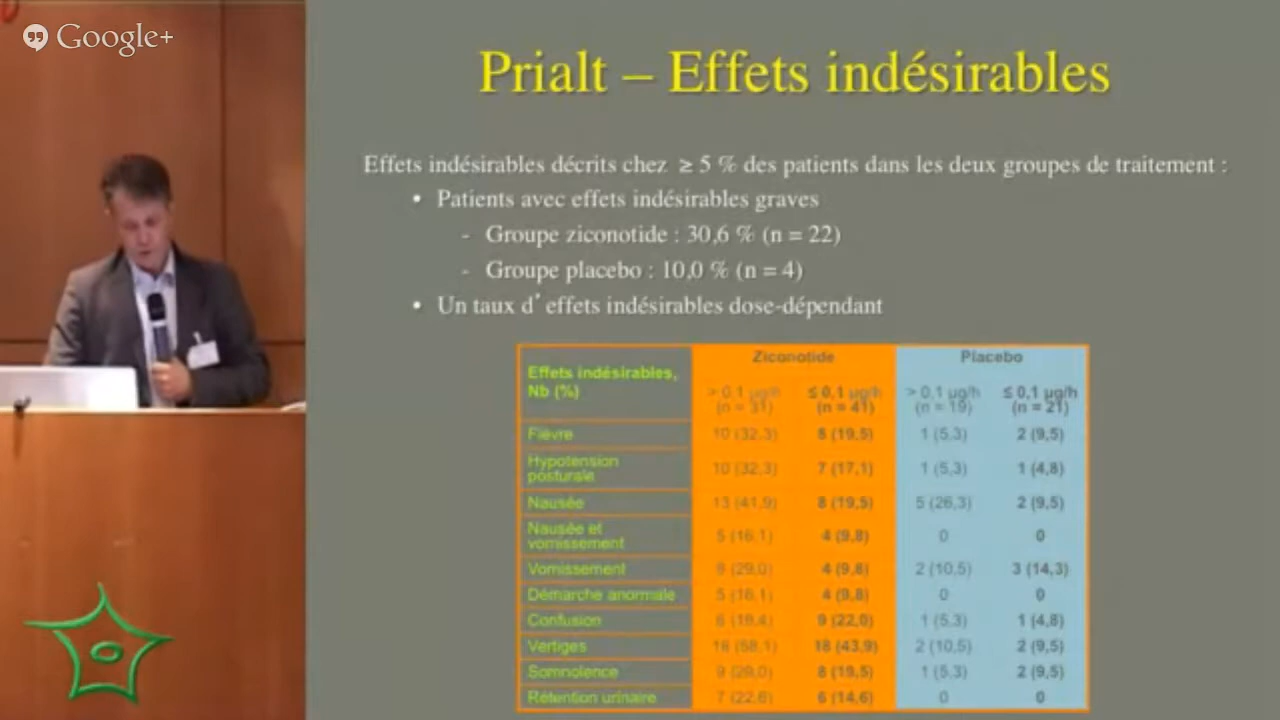 Google+
Prialt – Effets indésirables
Effets indésirables décrits chez ≥ 5 % des patients dans les deux groupes de traitement :
• Patients avec effets indésirables graves
- Groupe ziconotide : 30,6 % (n = 22)
- Groupe placebo : 10,0 % (n = 4)
• Un taux d’effets indésirables dose-dépendant
Effets indésirables,
Nb (%)
Ziconotide Placebo
> 0,1 µg/h ≤ 0,1 µg/h > 0,1 µg/h ≤ 0,1 µg/h
(n = 31) (n = 41) (n = 19) (n = 21)
Fièvre 10 (32,3) 8 (19,5) 1 (5,3) 2 (9,5)
Hypotension
posturale 10 (32,3) 7 (17,1) 1 (5,3) 1 (4,8)
Nausée 13 (41,9) 8 (19,5) 5 (26,3) 2 (9,5)
Nausée et
vomissement 5 (16,1) 4 (9,8) 0 0
Vomissement 9 (29,0) 4 (9,8) 2 (10,5) 3 (14,3)
Démarche anormale 5 (16,1) 4 (9,8) 0 0
Confusion 6 (19,4) 9 (22,0) 1 (5,3) 1 (4,8)
Vertiges 18 (58,1) 18 (43,9) 2 (10,5) 2 (9,5)
Somnolence 9 (29,0) 8 (19,5) 1 (5,3) 2 (9,5)
Rétention urinaire 7 (22,6) 6 (14,6) 0 0